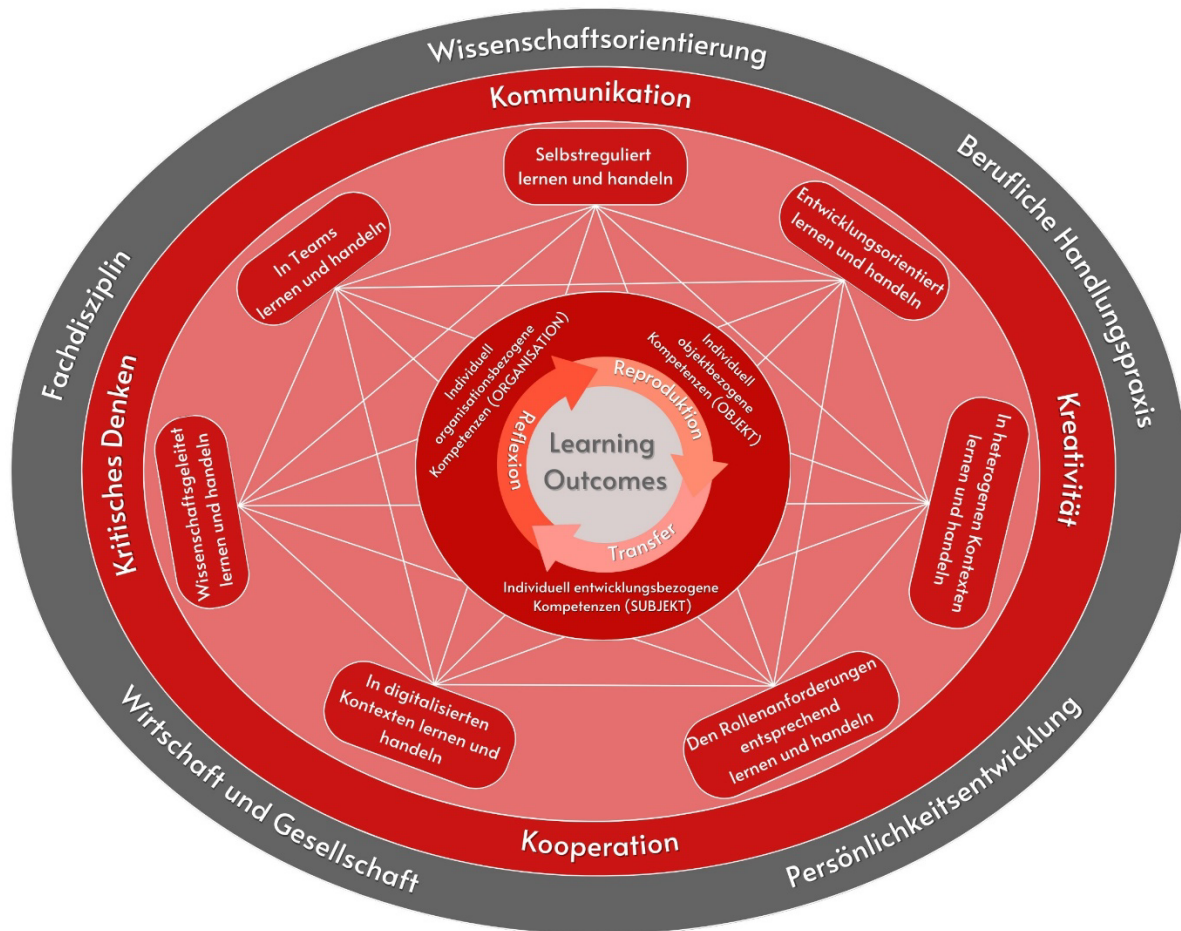 Wissenschaftsorientierung
Berufliche Handlungspraxis
Persönlichkeitsentwicklung
Wirtschaft und Gesellschaft
Fachdisziplin
Kommunikation
Kreativität
Kooperation
Kritisches Denken
Selbstreguliert
lernen und handeln
Entwicklungsorientiert
lernen und handeln
In heterogenen Kontexten
lernen und handeln
Den Rollenanforderungen
entsprechend
lernen und handeln
In digitalisierten
Kontexten lernen und
handeln
Wissenschaftsgeleitet
lernen und handeln
In Teams
lernen und handeln
Individuell
organisationsbezogene
Kompetenzen (ORGANISATION)
Individuell
objektbezogene
Kompetenzen (OBJEKT)
Individuell entwicklungsbezogene
Kompetenzen (SUBJEKT)
Reproduktion
Transfer
Reflexion
Learning
Outcomes